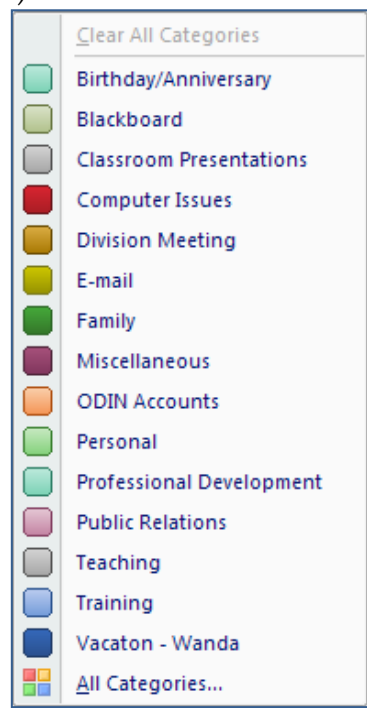 Clear All Categories
Birthday/Anniversary
Blackboard
Classroom Presentations
Computer Issues
Division Meeting
E-mail
Family
Miscellaneous
ODIN Accounts
Personal
Professional Development
Public Relations
Teaching
Training
Vacaton - Wanda
All Categories...